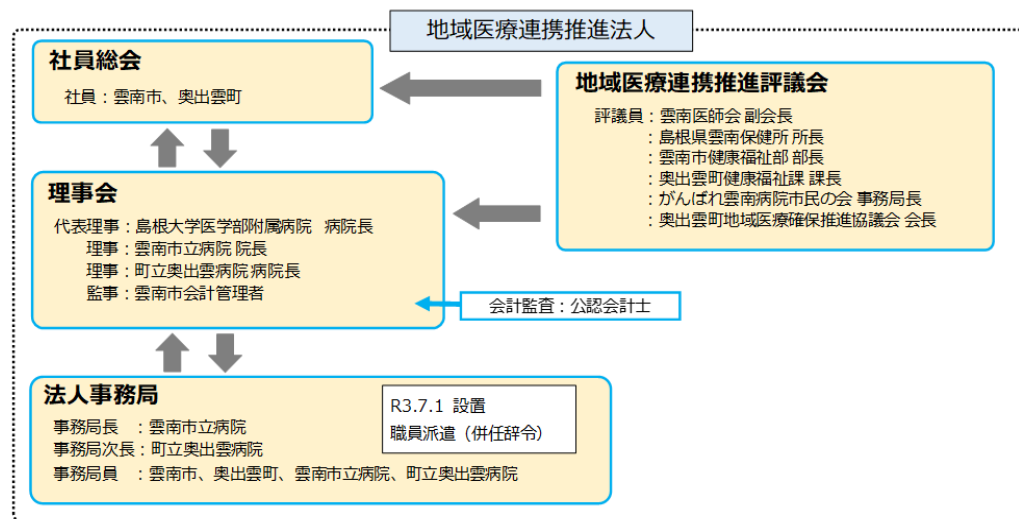 地域医療連携推進法人
社員総会
社員：雲南市、奥出雲町
地域医療連携推進評議会
評議員：雲南医師会 副会長
：島根県雲南保健所 所長
：雲南市健康福祉部 部長
：奥出雲町健康福祉課 課長
：がんばれ雲南病院市民の会 事務局長
：奥出雲町地域医療確保推進協議会 会長
理事会
代表理事：島根大学医学部附属病院　病院長
理事：雲南市立病院 院長
理事：町立奥出雲病院 病院長
監事：雲南市会計管理者
会計監査：公認会計士
法人事務局
事務局長　：雲南市立病院
事務局次長：町立奥出雲病院
事務局員　：雲南市、奥出雲町、雲南市立病院、町立奥出雲病院
R3.7.1 設置
職員派遣（併任辞令）